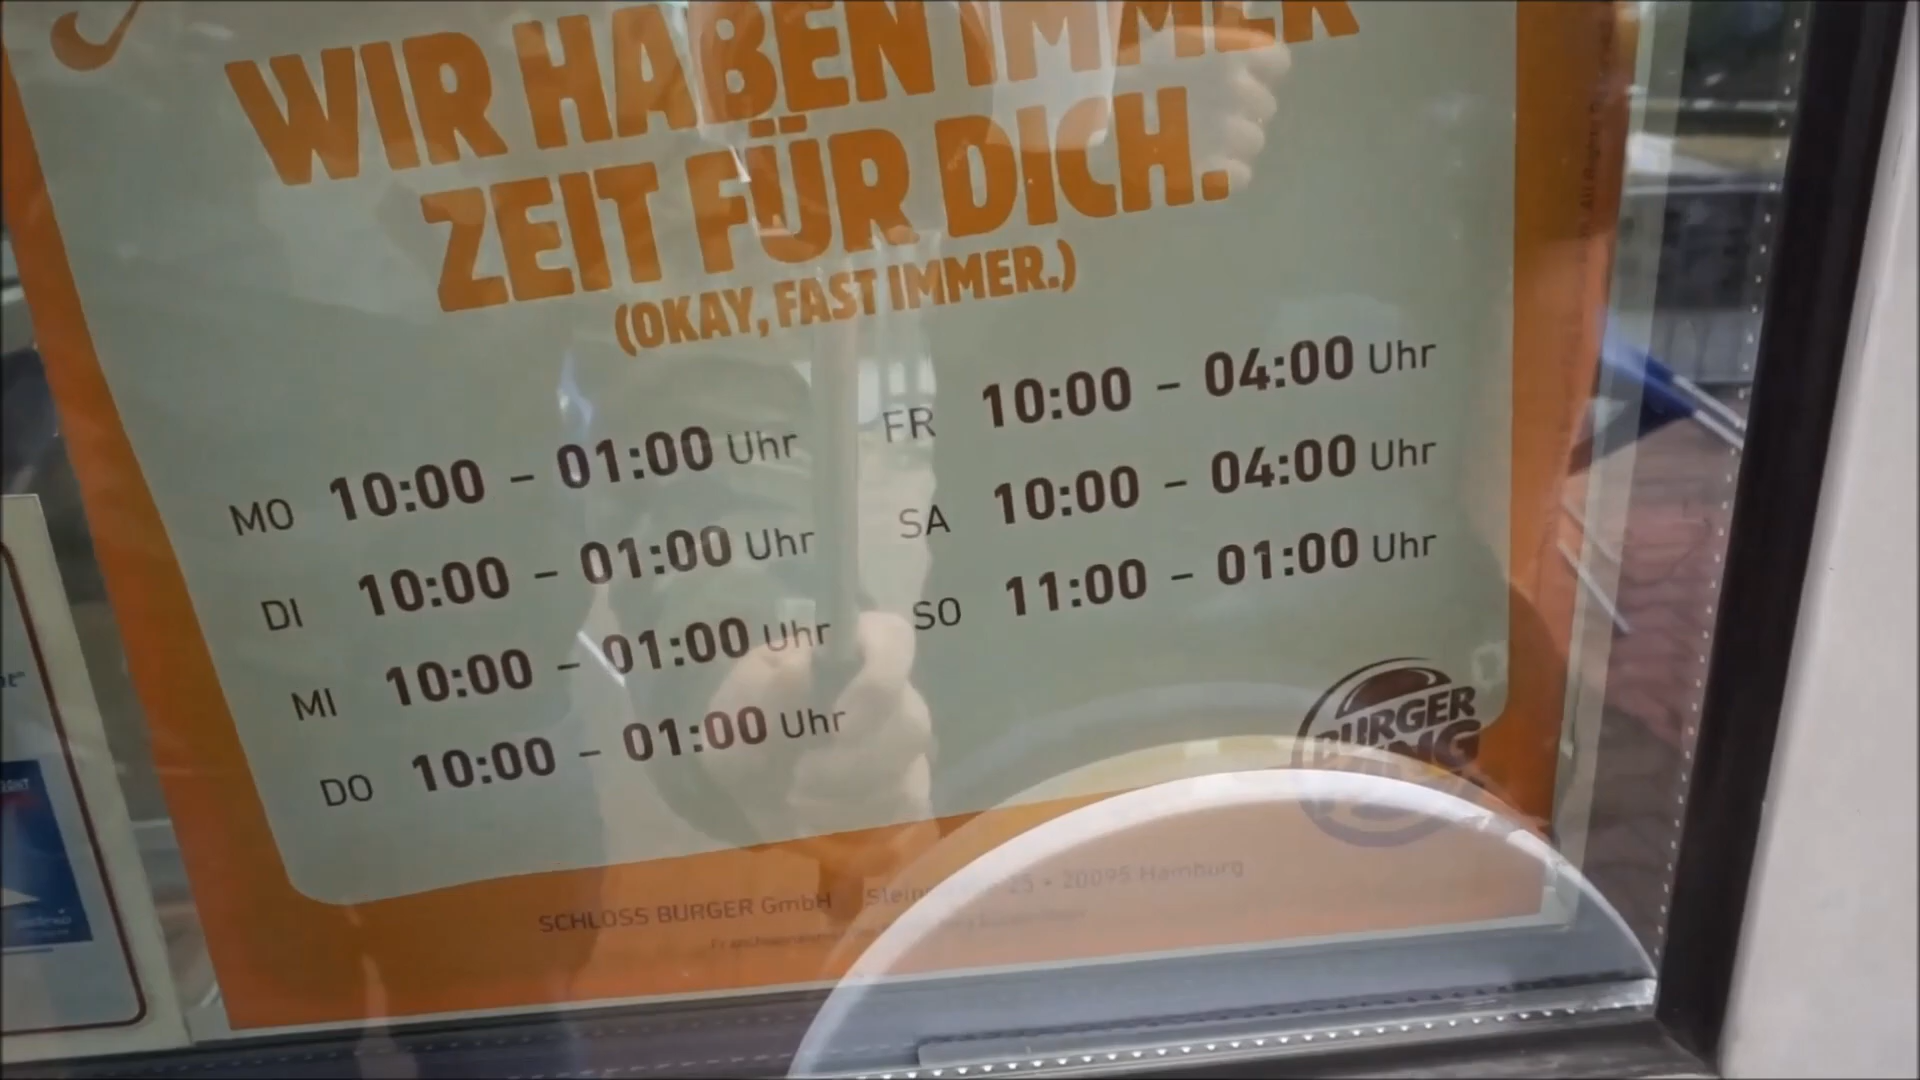 WIR HABEN IMMER
ZEIT FÜR DICH.
(OKAY, FAST IMMER.)
MO 10:00 – 01:00 Uhr
DI 10:00 – 01:00 Uhr
MI 10:00 – 01:00 Uhr
DO 10:00 – 01:00 Uhr
FR 10:00 – 04:00 Uhr
SA 10:00 – 04:00 Uhr
SO 11:00 – 01:00 Uhr
BURGER
KING
SCHLOSS BURGER GmbH 25 • 20095 Hamburg